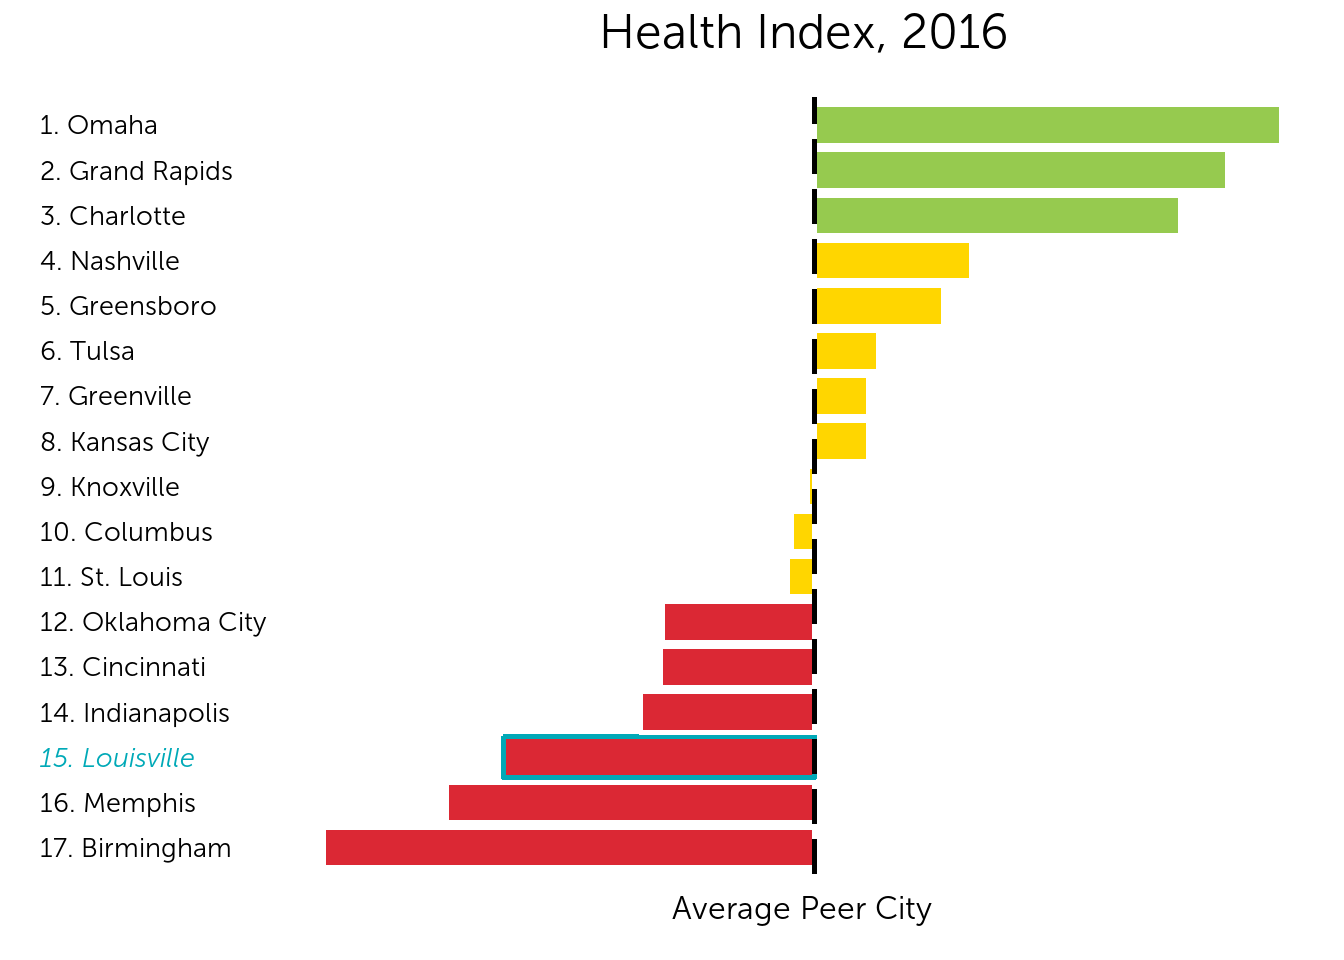 Health Index, 2016
1. Omaha
2. Grand Rapids
3. Charlotte
4. Nashville
5. Greensboro
6. Tulsa
7. Greenville
8. Kansas City
9. Knoxville
10. Columbus
11. St. Louis
12. Oklahoma City
13. Cincinnati
14. Indianapolis
15. Louisville
16. Memphis
17. Birmingham
Average Peer City